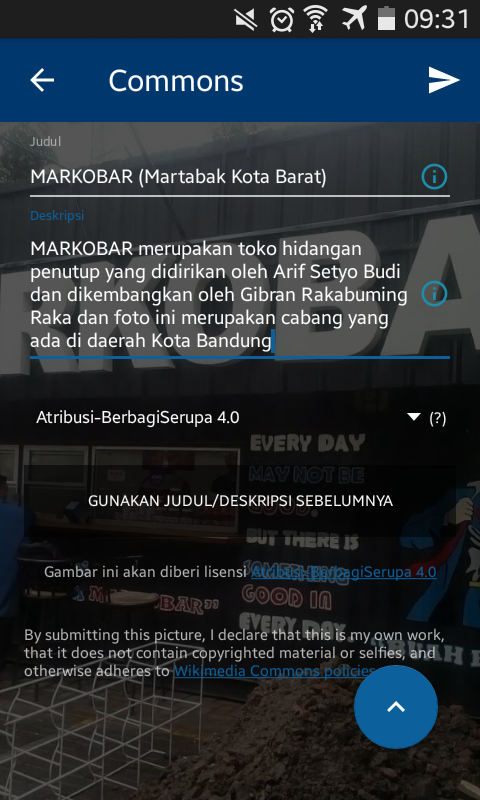 09:31
Commons
Judul
MARKOBAR (Martabak Kota Barat)
Deskripsi
MARKOBAR merupakan toko hidangan
penutup yang didirikan oleh Arif Setyo Budi
dan dikembangkan oleh Gibran Rakabuming
Raka dan foto ini merupakan cabang yang
ada di daerah Kota Bandung
RKOBA
Atribusi-BerbagiSerupa 4.0
(?)
EVERY DAY
MAY NOT BE
GOOD.
GUNAKAN JUDUL/DESKRIPSI SEBELUMNYA
BUT THERE IS
Gambar ini akan diberi lisensi Atribusi-BerbagiSerupa 4.0
SOMETHING
GOOD IN
EVERY DAY.
BAR”
By submitting this picture, I declare that this is my own work,
that it does not contain copyrighted material or selfies, and
otherwise adheres to Wikimedia Commons policies